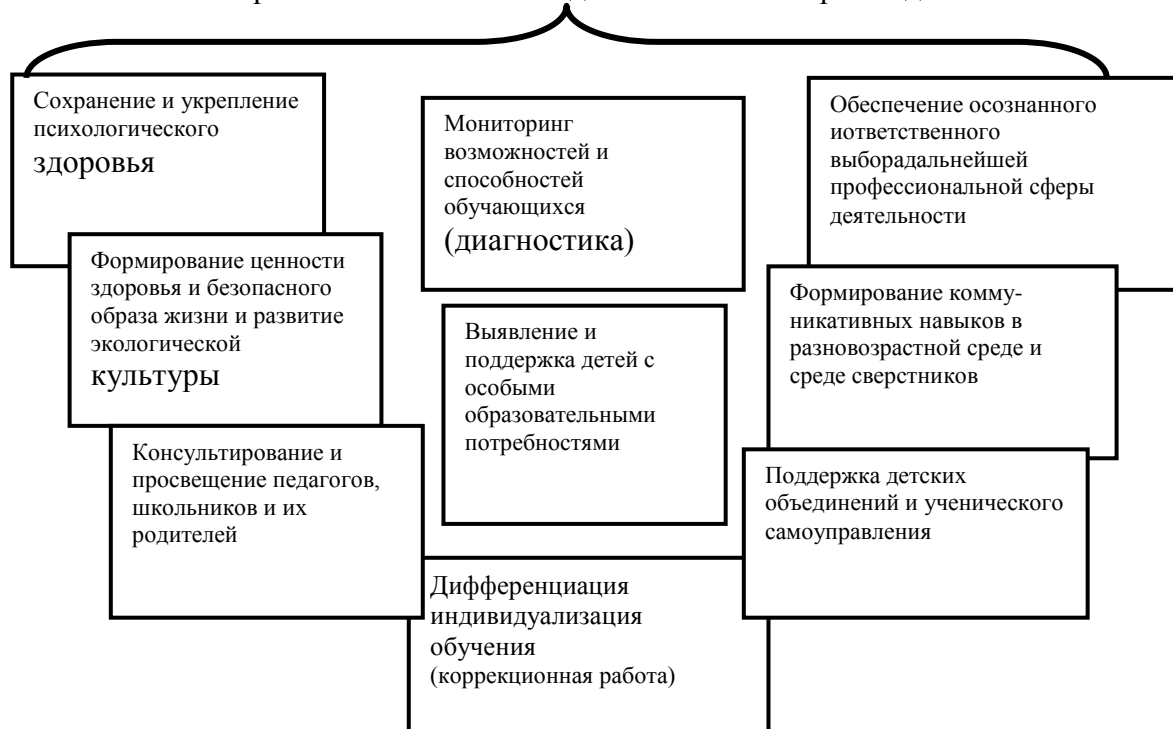 Сохранение и укрепление
психологического
здоровья
Мониторинг
возможностей и
способностей
обучающихся
(диагностика)
Обеспечение осознанного
иответственного
выборадальнейшей
профессиональной сферы
деятельности
Формирование ценности
здоровья и безопасного
образа жизни и развитие
экологической
культуры
Выявление и
поддержка детей с
особыми
образовательными
потребностями
Формирование комму-
никативных навыков в
разновозрастной среде и
среде сверстников
Консультирование и
просвещение педагогов,
школьников и их
родителей
Поддержка детских
объединений и ученического
самоуправления
Дифференциация
индивидуализация
обучения
(коррекционная работа)